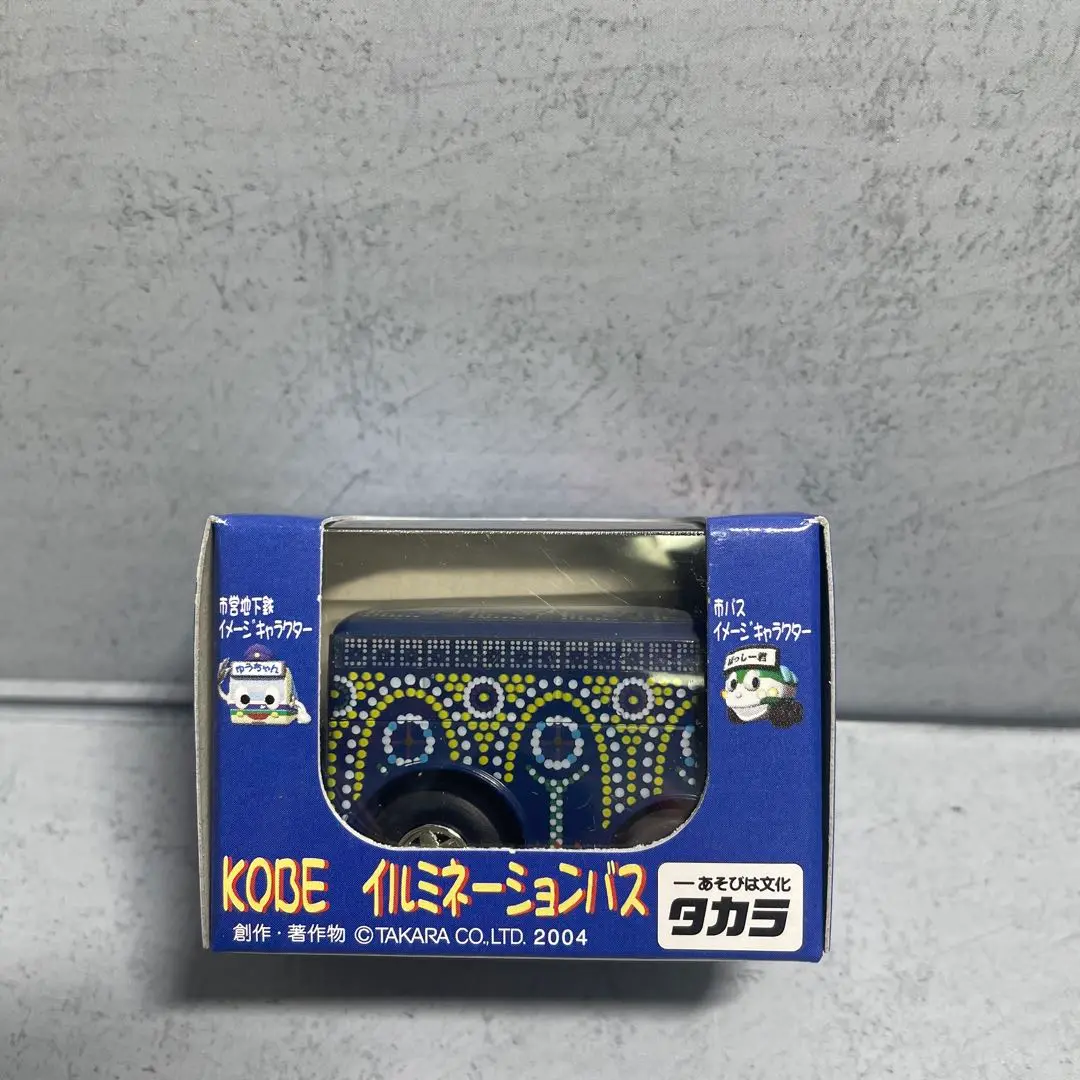 市営地下鉄
イメージキャラクター
ゆうちゃん
市バス
イメージキャラクター
ばっしー君
KOBE イルミネーションバス
創作・著作物 ©TAKARA CO.,LTD. 2004
—あそびは文化
タカラ